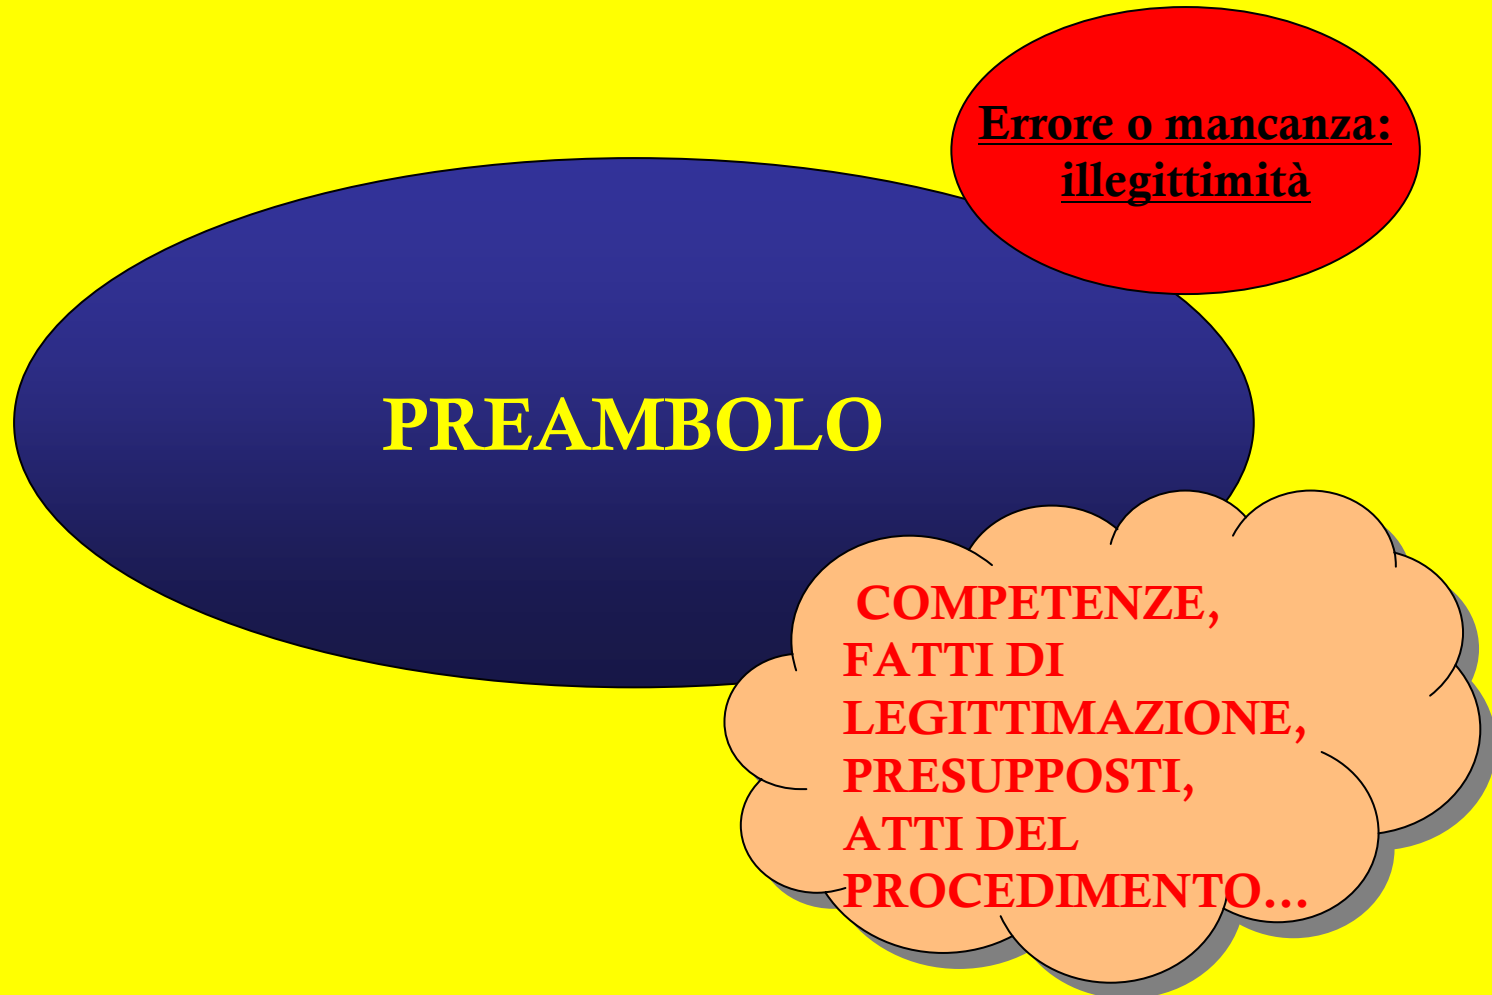 Errore o mancanza:
illegittimità
PREAMBOLO
COMPETENZE,
FATTI DI
LEGITTIMAZIONE,
PRESUPPOSTI,
ATTI DEL
PROCEDIMENTO…